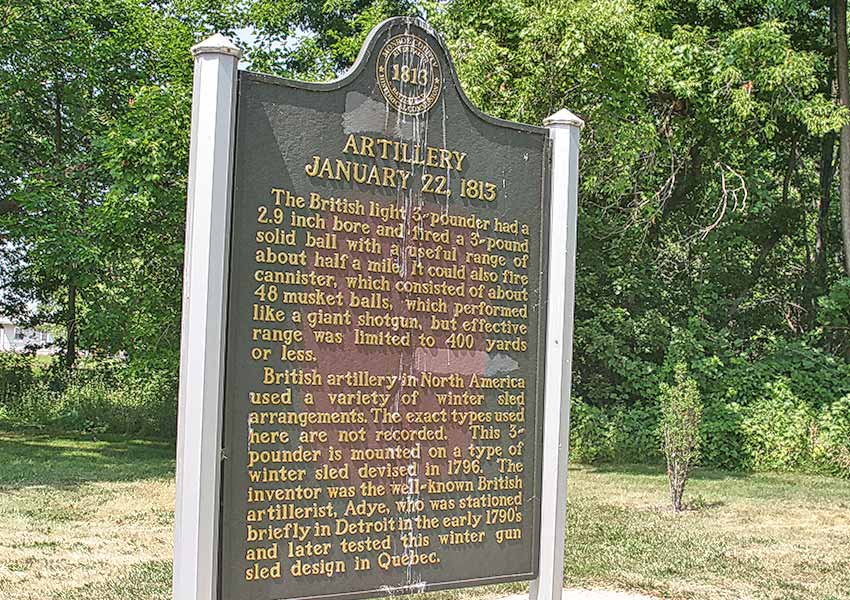 MONROE COUNTY
1813
HISTORICAL COMMISSION
ARTILLERY
JANUARY 22, 1813
The British light 3-pounder had a
2.9 inch bore and fired a 3-pound
solid ball with a useful range of
about half a mile. It could also fire
cannister, which consisted of about
48 musket balls, which performed
like a giant shotgun, but effective
range was limited to 400 yards
or less.
British artillery in North America
used a variety of winter sled
arrangements. The exact types used
here are not recorded. This 3-
pounder is mounted on a type of
winter sled devised in 1796. The
inventor was the well-known British
artillerist, Adye, who was stationed
briefly in Detroit in the early 1790's
and later tested this winter gun
sled design in Quebec.